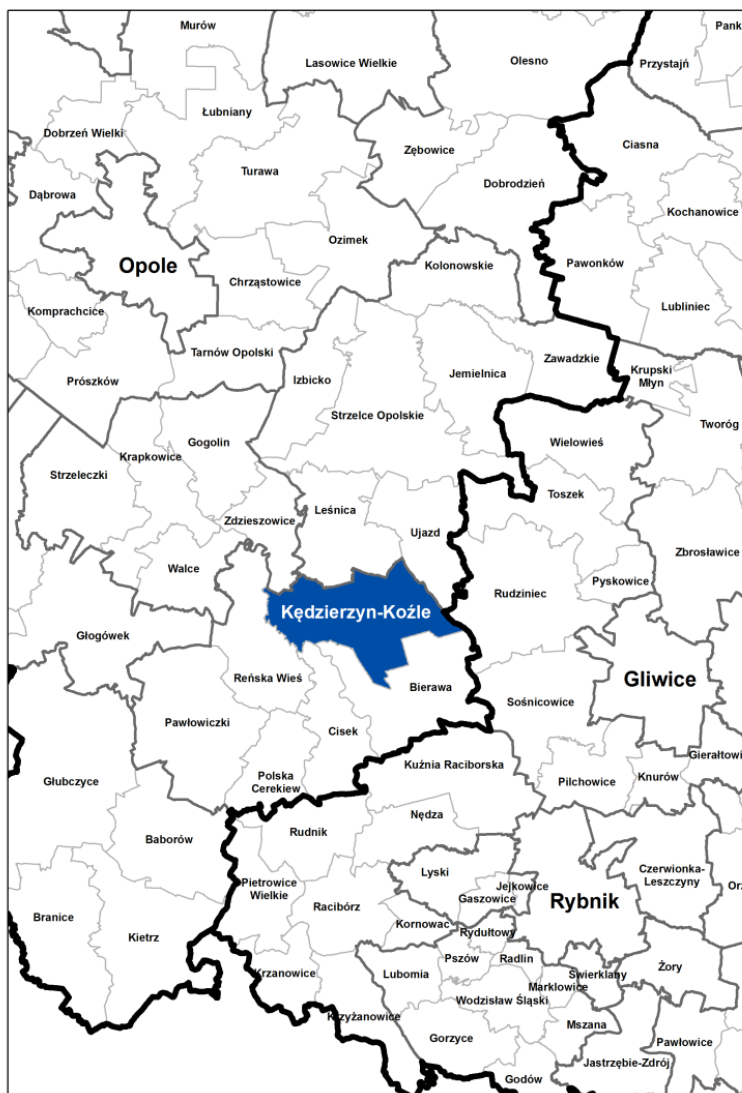 Murów
Pank
Lasowice Wielkie
Olesno
Przystajń
Łubniany
Dobrzeń Wielki
Zębowice
Ciasna
Turawa
Dobrodzień
Dąbrowa
Kochanowice
Ozimek
Opole
Kolonowskie
Pawonków
Chrząstowice
Komprachcice
Lubliniec
Tarnów Opolski
Zawadzkie
Prószków
Izbicko
Jemielnica
Krupski
Młyn
Strzelce Opolskie
Tworóg
Gogolin
Wielowieś
Krapkowice
Strzeleczki
Toszek
Leśnica
Zdzieszowice
Ujazd
Zbrosławice
Walce
Pyskowice
Rudziniec
Kędzierzyn-Koźle
Głogówek
Reńska Wieś
Gliwice
Bierawa
Sośnicowice
Pawłowiczki
Cisek
Gierałtowi
Kuźnia Raciborska
Polska
Cerekiew
Głubczyce
Pilchowice
Knurów
Nędza
Rudnik
Baborów
Czerwionka-
Leszczyny
Lyski
Pietrowice
Wielkie
Jejkowice
Orz
Gaszowice
Rybnik
Racibórz
Branice
Kornowac
Rydułtowy
Kietrz
Pszów
Radlin
Żory
Krzanowice
Lubomia
Świerklany
Marklowice
Wodzisław Śląski
Krzyżanowice
Mszana
Gorzyce
Pawłowice
Jastrzębie-Zdrój
Godów